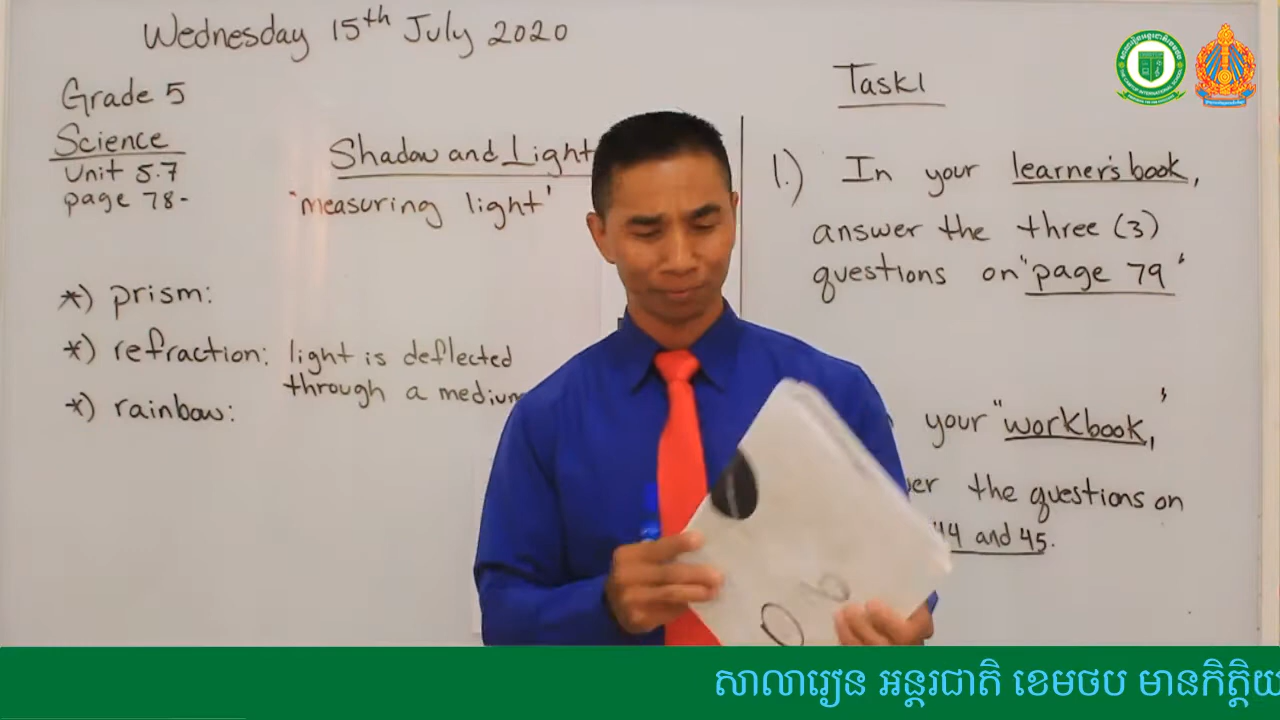 Wednesday 15th July 2020
Grade 5
Science
Unit 5.7
page 78-
Shadow and Light
'measuring light'
*) prism:
*) refraction: light is deflected
through a medium
*) rainbow:
Task1
1.) In your learner's book,
answer the three (3)
questions on "page 79"
your "workbook,"
the questions on
44 and 45.
សាលារៀន អន្តរជាតិ ខេមថប មានកិត្តិយ